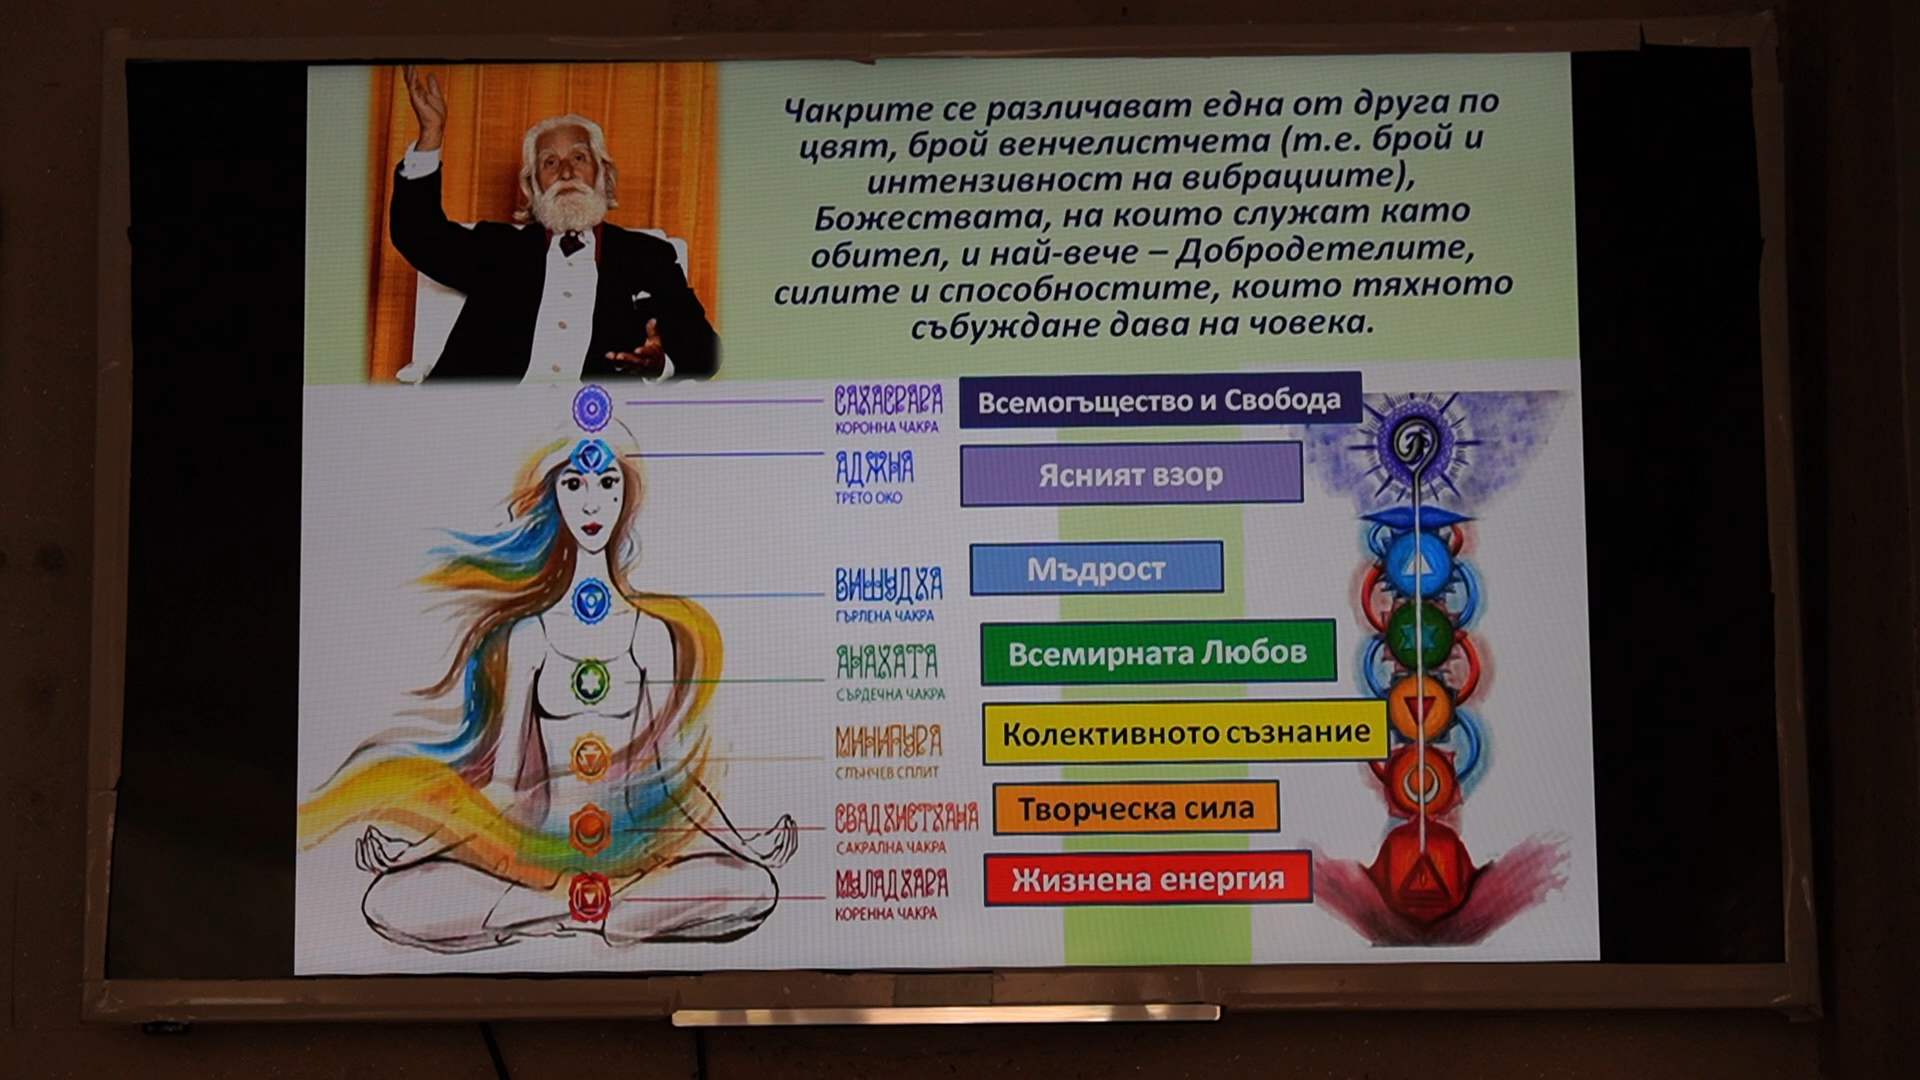 Чакрите се различават една от друга по
цвят, брой венчелистчета (т.е. брой и
интензивност на вибрациите),
Божествата, на които служат като
обител, и най-вече – Добродетелите,
силите и способностите, които тяхното
събуждане дава на човека.
САХАСРАРА
КОРОННА ЧАКРА
Всемогъщество и Свобода
АДЖНА
ТРЕТО ОКО
Ясният взор
ВИШУДХА
ГЪРЛЕНА ЧАКРА
Мъдрост
АНАХАТА
СЪРДЕЧНА ЧАКРА
Всемирната Любов
МИНИПУРА
СЛЪНЧЕВ СПЛИТ
Колективното съзнание
СВАДХИСТХАНА
САКРАЛНА ЧАКРА
Творческа сила
МУЛАДХАРА
КОРЕННА ЧАКРА
Жизнена енергия